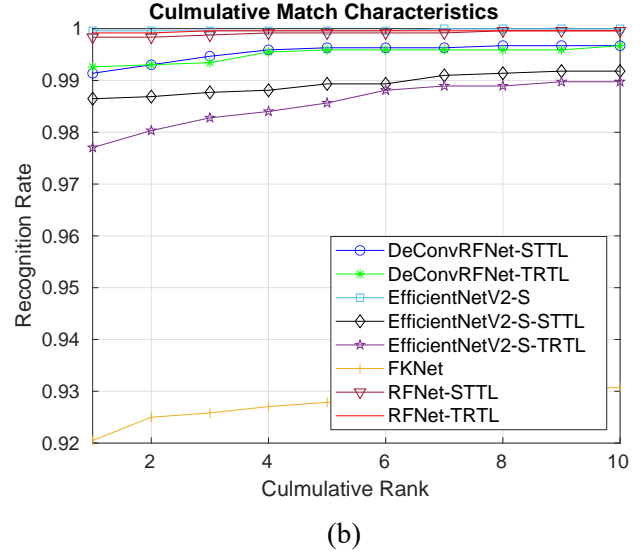 Culmulative Match Characteristics
1
0.99
0.98
0.97
0.96
0.95
0.94
0.93
0.92
Recognition Rate
DeConvRFNet-STTL
DeConvRFNet-TRTL
EfficientNetV2-S
EfficientNetV2-S-STTL
EfficientNetV2-S-TRTL
FKNet
RFNet-STTL
RFNet-TRTL
2 4 6 8 10
Culmulative Rank
(b)